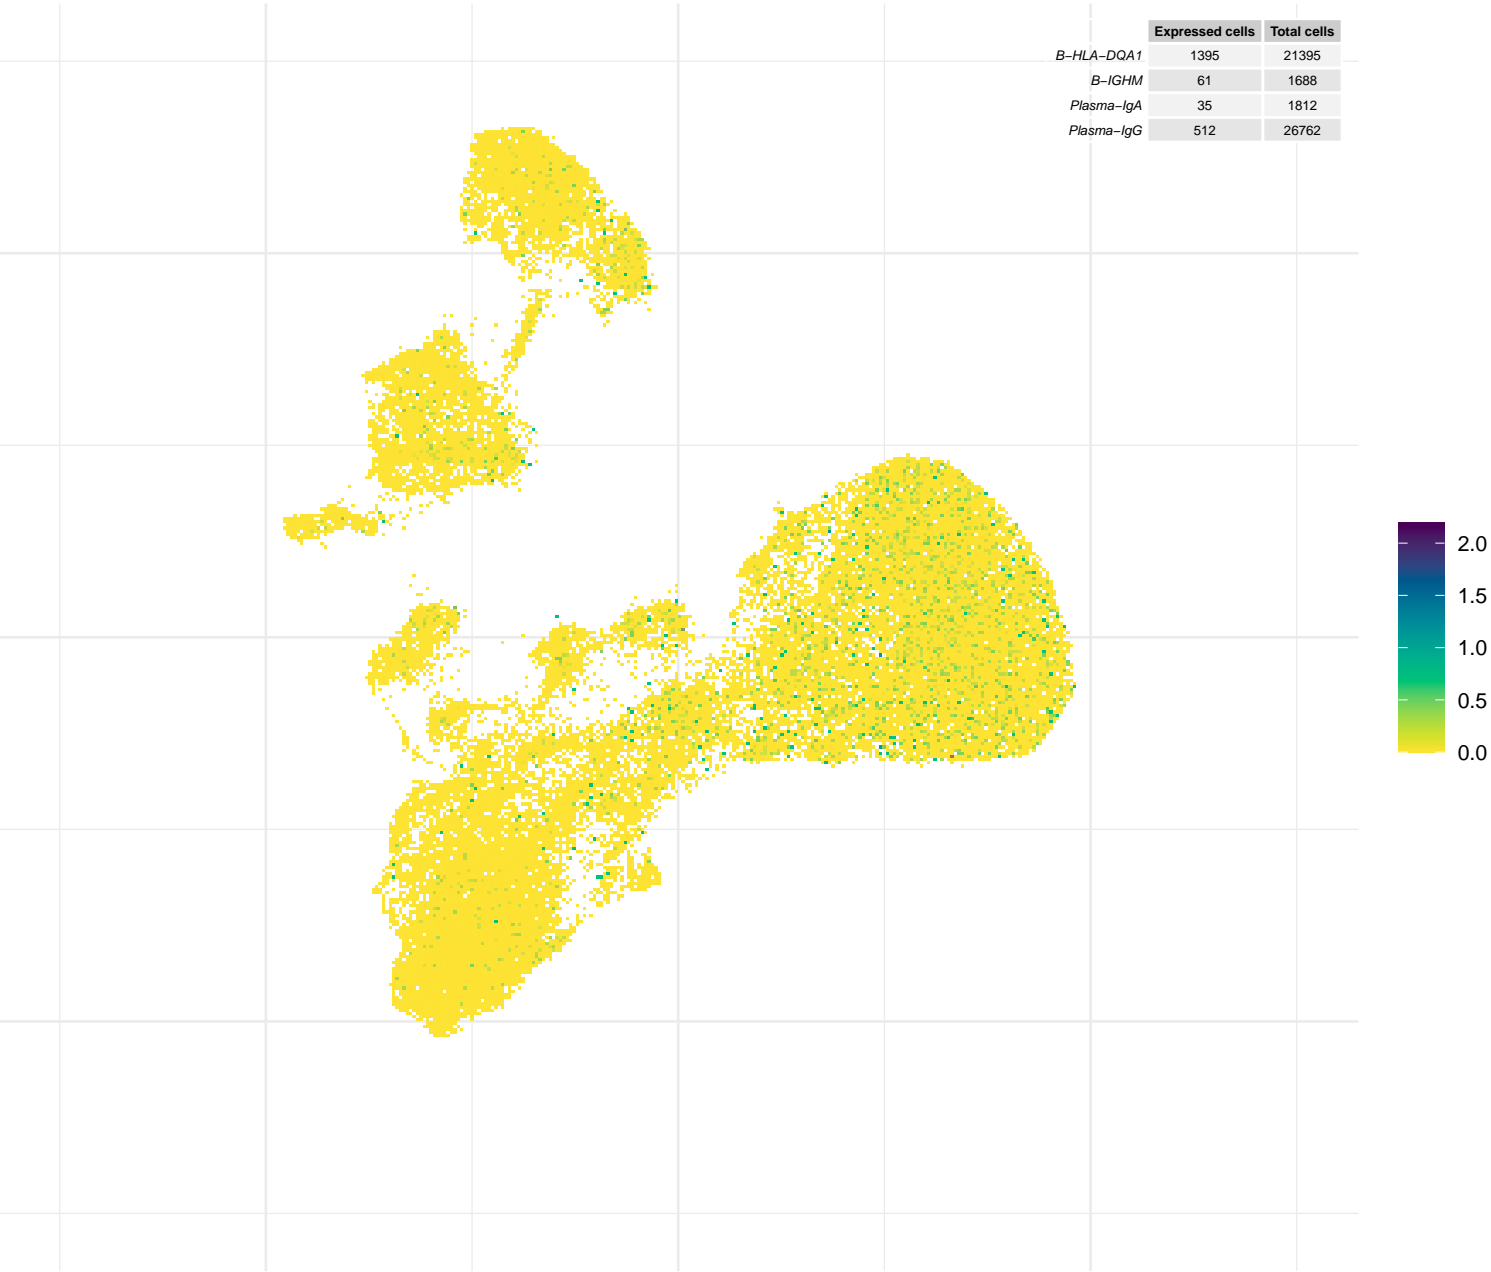 Expressed cells Total cells
B−HLA−DQA1 1395 21395
B−IGHM 61 1688
Plasma−IgA 35 1812
Plasma−IgG 512 26762
2.0
1.5
1.0
0.5
0.0